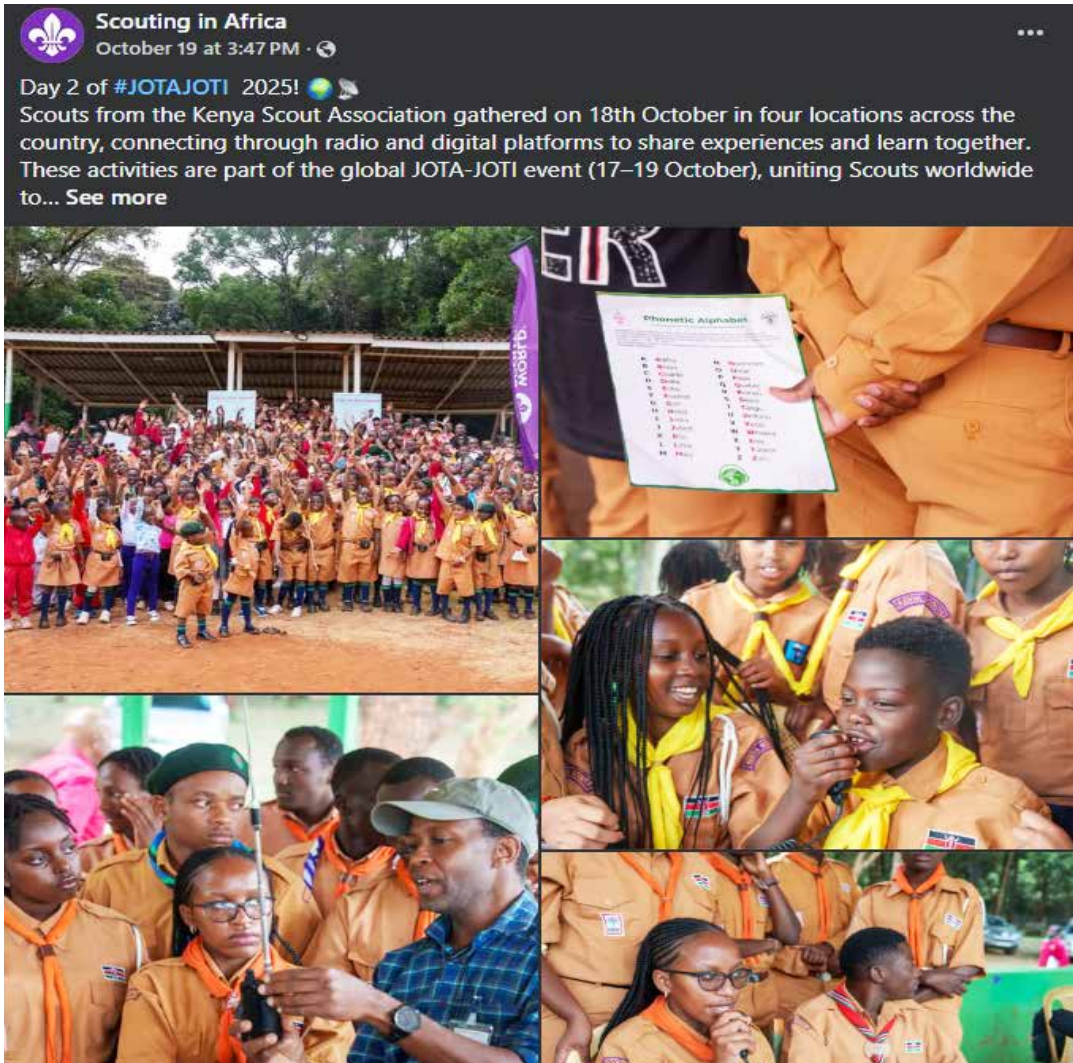 Scouting in Africa
October 19 at 3:47 PM
Day 2 of #JOTAJOTI 2025!
Scouts from the Kenya Scout Association gathered on 18th October in four locations across the
country, connecting through radio and digital platforms to share experiences and learn together.
These activities are part of the global JOTA-JOTI event (17–19 October), uniting Scouts worldwide
to... See more
WORLD
ER
Phonetic Alphabet